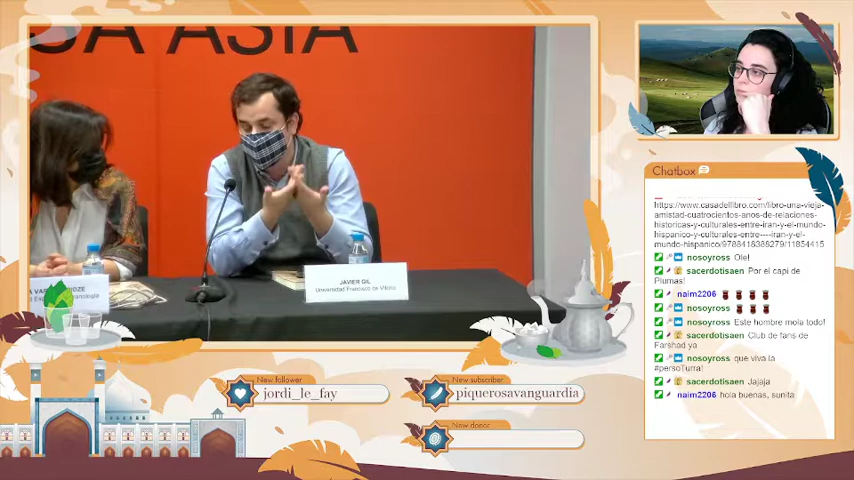 SA ASIA
JAVIER GIL
Universidad Francisco de Vitoria
Chatbox
https://www.casadellibro.com/libro-una-vieja-
amistad-cuatrocientos-anos-de-relaciones-
historicas-y-culturales-entre-iran-y-el-
mundo-hispanico-y-culturales-entre----iran-y-el-
mundo-hispanico/9788418388279/11854415
nosoyross Ole!
sacerdotisaen Por el capi de
Plumas!
naim2206
nosoyross
nosoyross Este hombre mola todo!
sacerdotisaen Club de fans de
Farshad ya
nosoyross que viva la
#persoTurra!
sacerdotisaen Jajaja
naim2206 hola buenas, sunita
New follower
jordi_le_fay
New subscriber
piquerosavanguardia
New donor